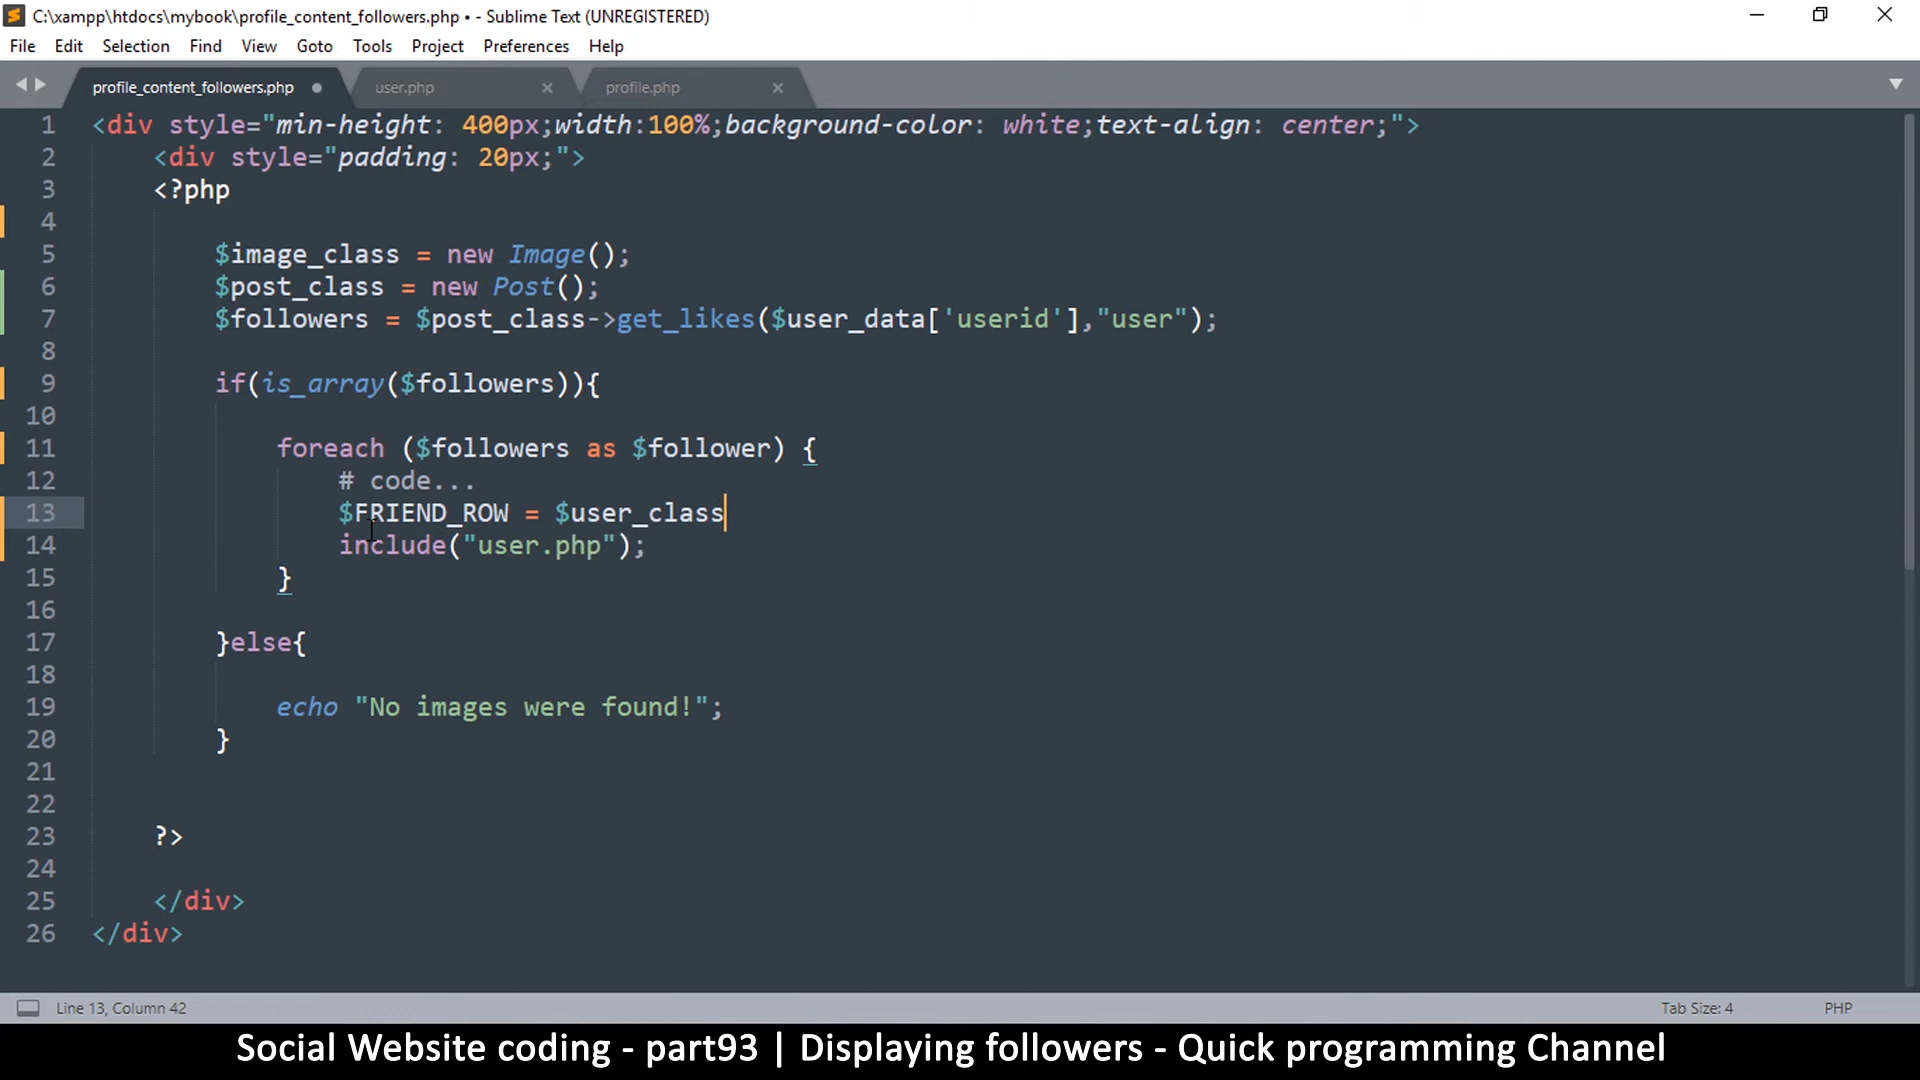 C:\xampp\htdocs\mybook\profile_content_followers.php • - Sublime Text (UNREGISTERED)
File Edit Selection Find View Goto Tools Project Preferences Help
profile_content_followers.php user.php profile.php
1 <div style="min-height: 400px;width:100%;background-color: white;text-align: center;">
2 <div style="padding: 20px;">
3 <?php
4
5 $image_class = new Image();
6 $post_class = new Post();
7 $followers = $post_class->get_likes($user_data['userid'],"user");
8
9 if(is_array($followers)){
10
11 foreach ($followers as $follower) {
12 # code...
13 $FRIEND_ROW = $user_class
14 include("user.php");
15 }
16
17 }else{
18
19 echo "No images were found!";
20 }
21
22
23 ?>
24
25 </div>
26 </div>
Line 13, Column 42 Tab Size: 4 PHP
Social Website coding - part93 | Displaying followers - Quick programming Channel